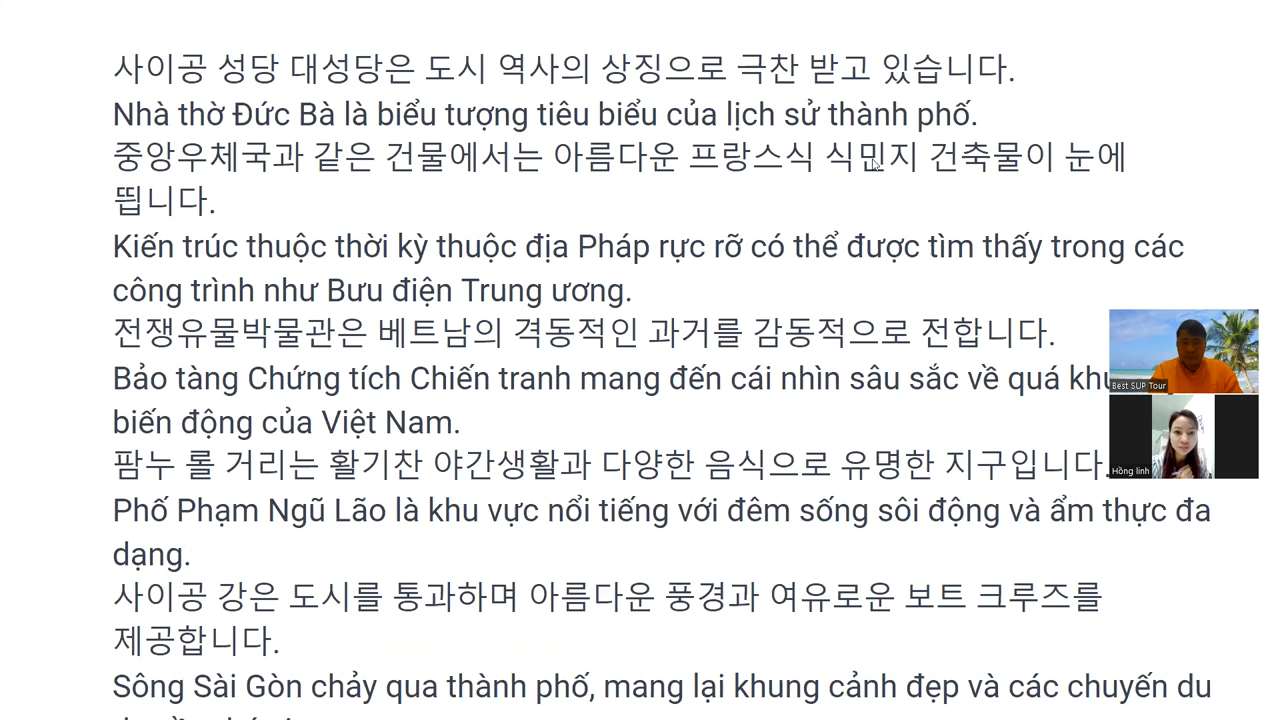 사이공 성당 대성당은 도시 역사의 상징으로 극찬 받고 있습니다.
Nhà thờ Đức Bà là biểu tượng tiêu biểu của lịch sử thành phố.
중앙우체국과 같은 건물에서는 아름다운 프랑스식 식민지 건축물이 눈에
띕니다.
Kiến trúc thuộc thời kỳ thuộc địa Pháp rực rỡ có thể được tìm thấy trong các
công trình như Bưu điện Trung ương.
전쟁유물박물관은 베트남의 격동적인 과거를 감동적으로 전합니다.
Bảo tàng Chứng tích Chiến tranh mang đến cái nhìn sâu sắc về quá
biến động của Việt Nam.
팜누 롤 거리는 활기찬 야간생활과 다양한 음식으로 유명한 지구입니다.
Phố Phạm Ngũ Lão là khu vực nổi tiếng với đêm sống sôi động và ẩm thực đa
dạng.
사이공 강은 도시를 통과하며 아름다운 풍경과 여유로운 보트 크루즈를
제공합니다.
Sông Sài Gòn chảy qua thành phố, mang lại khung cảnh đẹp và các chuyến du
Best SUP Tour
Hồng linh